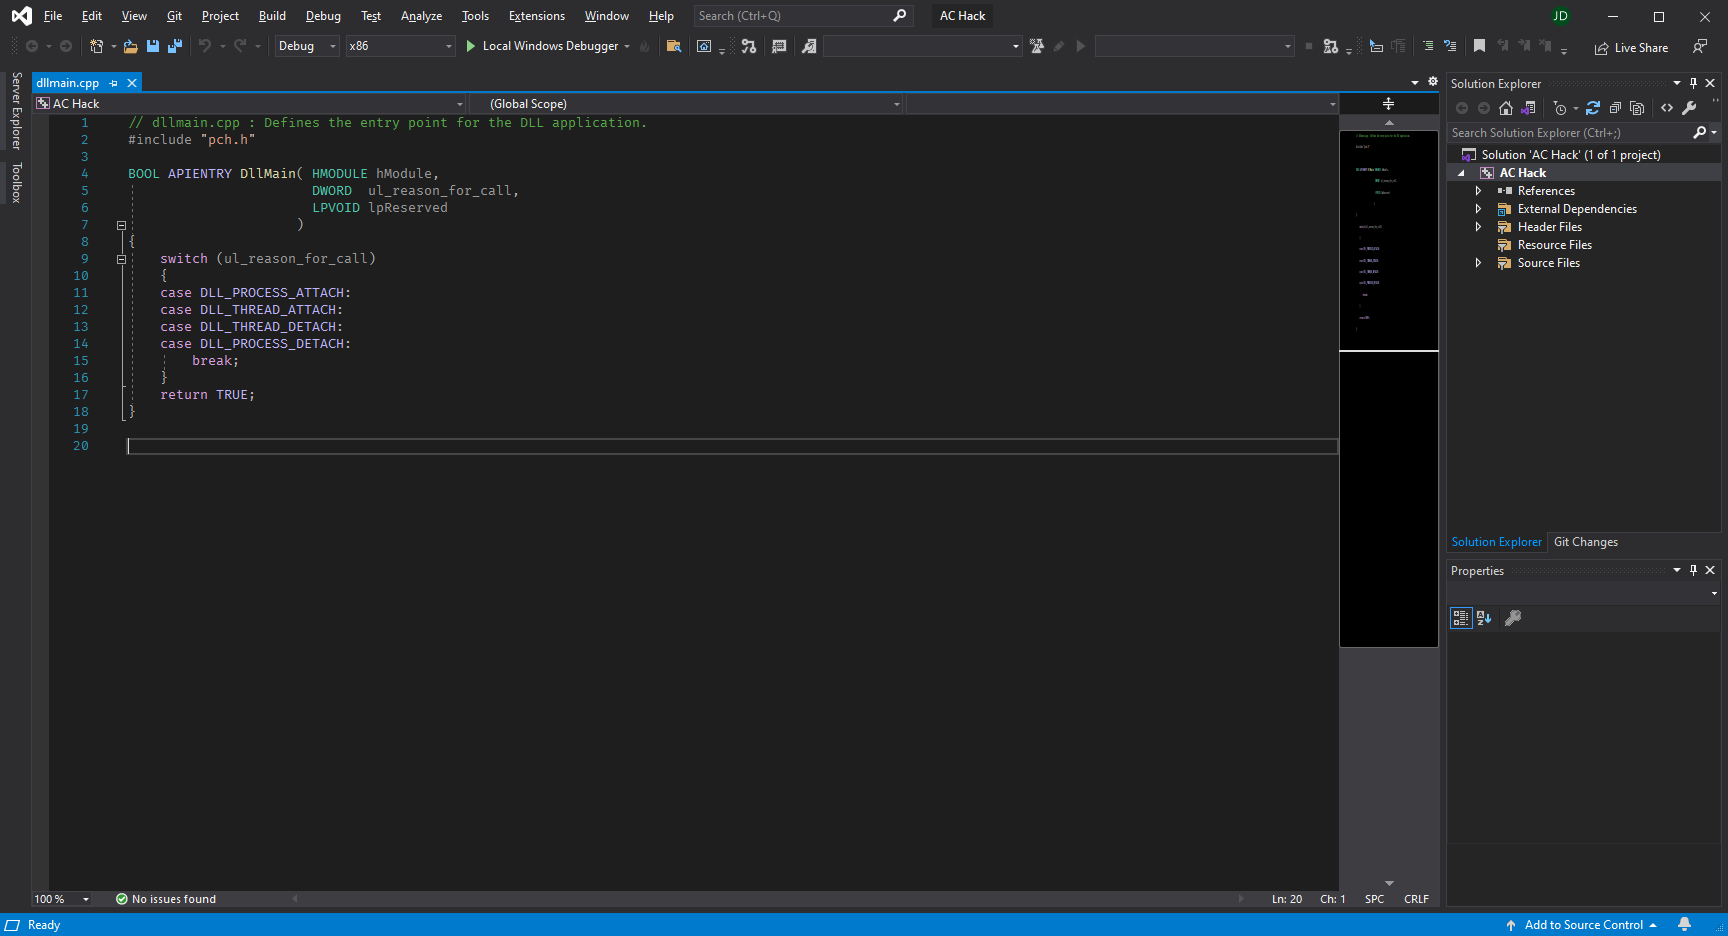 File Edit View Git Project Build Debug Test Analyze Tools Extensions Window Help Search (Ctrl+Q) AC Hack JD
Debug x86 Local Windows Debugger Live Share
Server Explorer
Toolbox
dllmain.cpp
AC Hack (Global Scope)
1 // dllmain.cpp : Defines the entry point for the DLL application.
2 #include "pch.h"
3
4 BOOL APIENTRY DllMain( HMODULE hModule,
5 DWORD  ul_reason_for_call,
6 LPVOID lpReserved
7 )
8 {
9 switch (ul_reason_for_call)
10 {
11 case DLL_PROCESS_ATTACH:
12 case DLL_THREAD_ATTACH:
13 case DLL_THREAD_DETACH:
14 case DLL_PROCESS_DETACH:
15 break;
16 }
17 return TRUE;
18 }
19
20
100 % No issues found Ln: 20 Ch: 1 SPC CRLF
Solution Explorer
Search Solution Explorer (Ctrl+;)
Solution 'AC Hack' (1 of 1 project)
AC Hack
References
External Dependencies
Header Files
Resource Files
Source Files
Solution Explorer Git Changes
Properties
Ready Add to Source Control